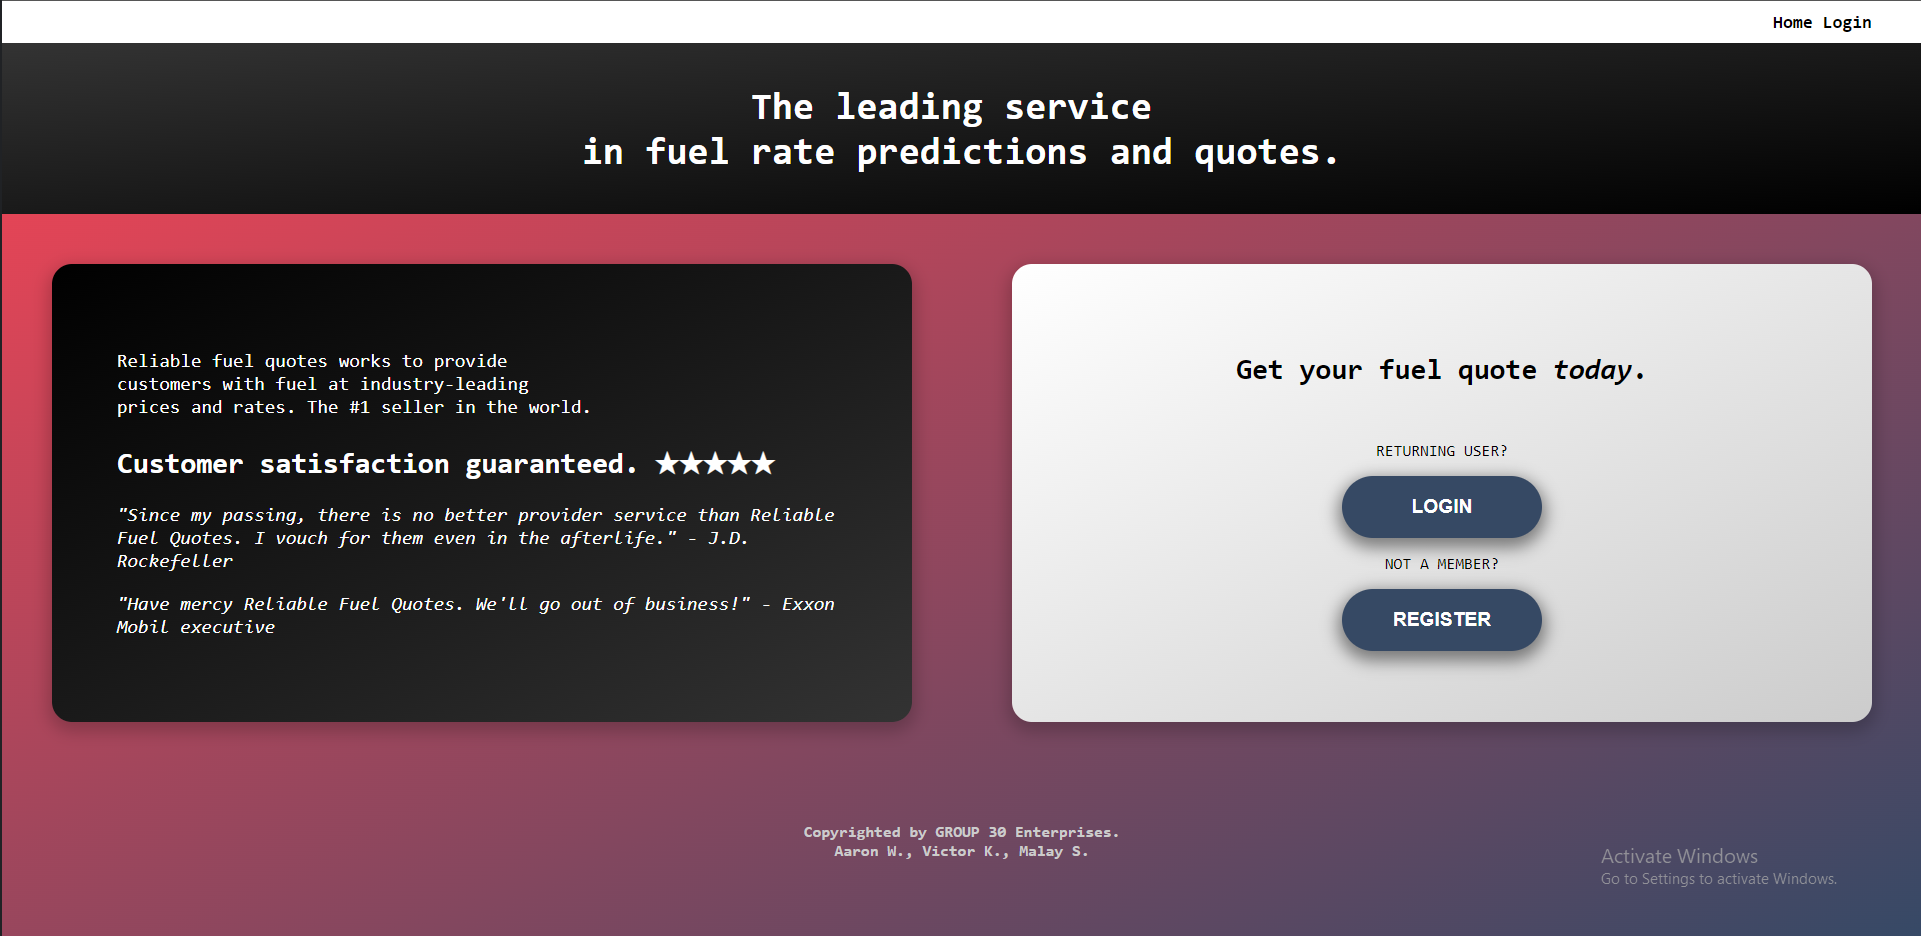 Home Login
The leading service
in fuel rate predictions and quotes.
Reliable fuel quotes works to provide
customers with fuel at industry-leading
prices and rates. The #1 seller in the world.
Customer satisfaction guaranteed. ★★★★★
"Since my passing, there is no better provider service than Reliable
Fuel Quotes. I vouch for them even in the afterlife." - J.D.
Rockefeller
"Have mercy Reliable Fuel Quotes. We'll go out of business!" - Exxon
Mobil executive
Get your fuel quote today.
RETURNING USER?
LOGIN
NOT A MEMBER?
REGISTER
Copyrighted by GROUP 30 Enterprises.
Aaron W., Victor K., Malay S.
Activate Windows
Go to Settings to activate Windows.